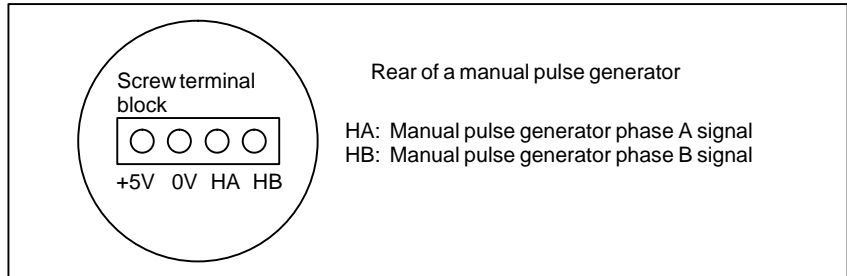 Rear of a manual pulse generator
Screw terminal
block
+5V 0V HA HB
HA: Manual pulse generator phase A signal
HB: Manual pulse generator phase B signal